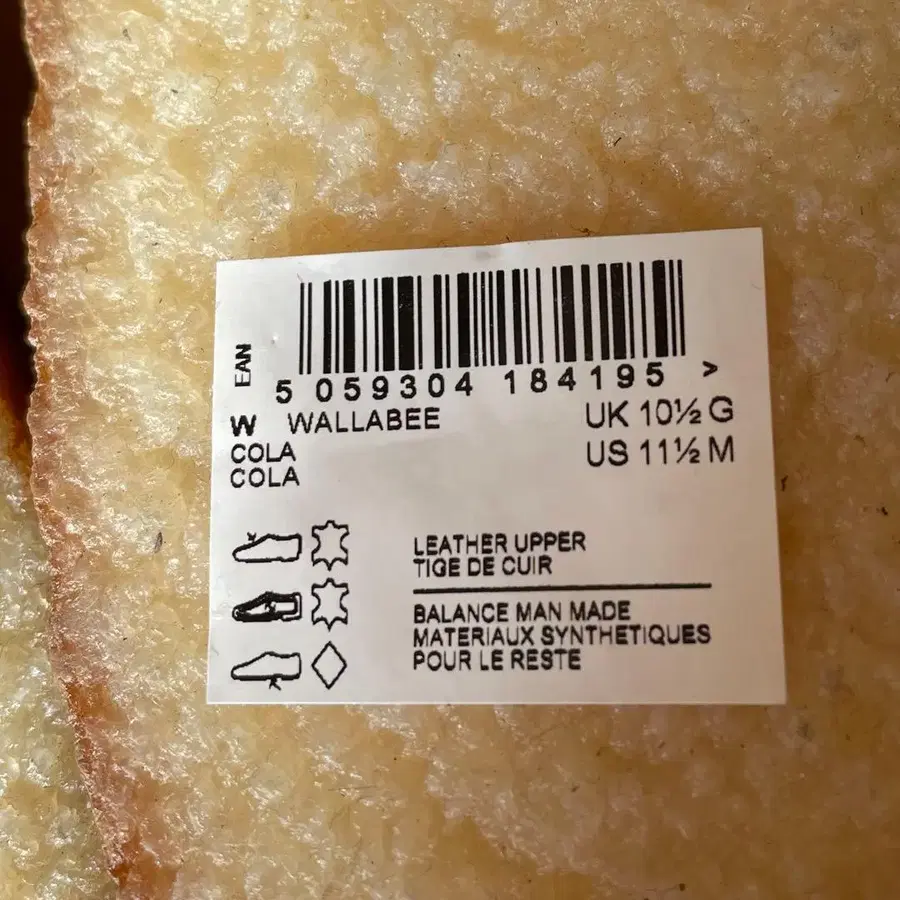 EAN
5 059304 184195 >
W WALLABEE UK 10½ G
COLA US 11½ M
COLA
LEATHER UPPER
TIGE DE CUIR
BALANCE MAN MADE
MATERIAUX SYNTHETIQUES
POUR LE RESTE